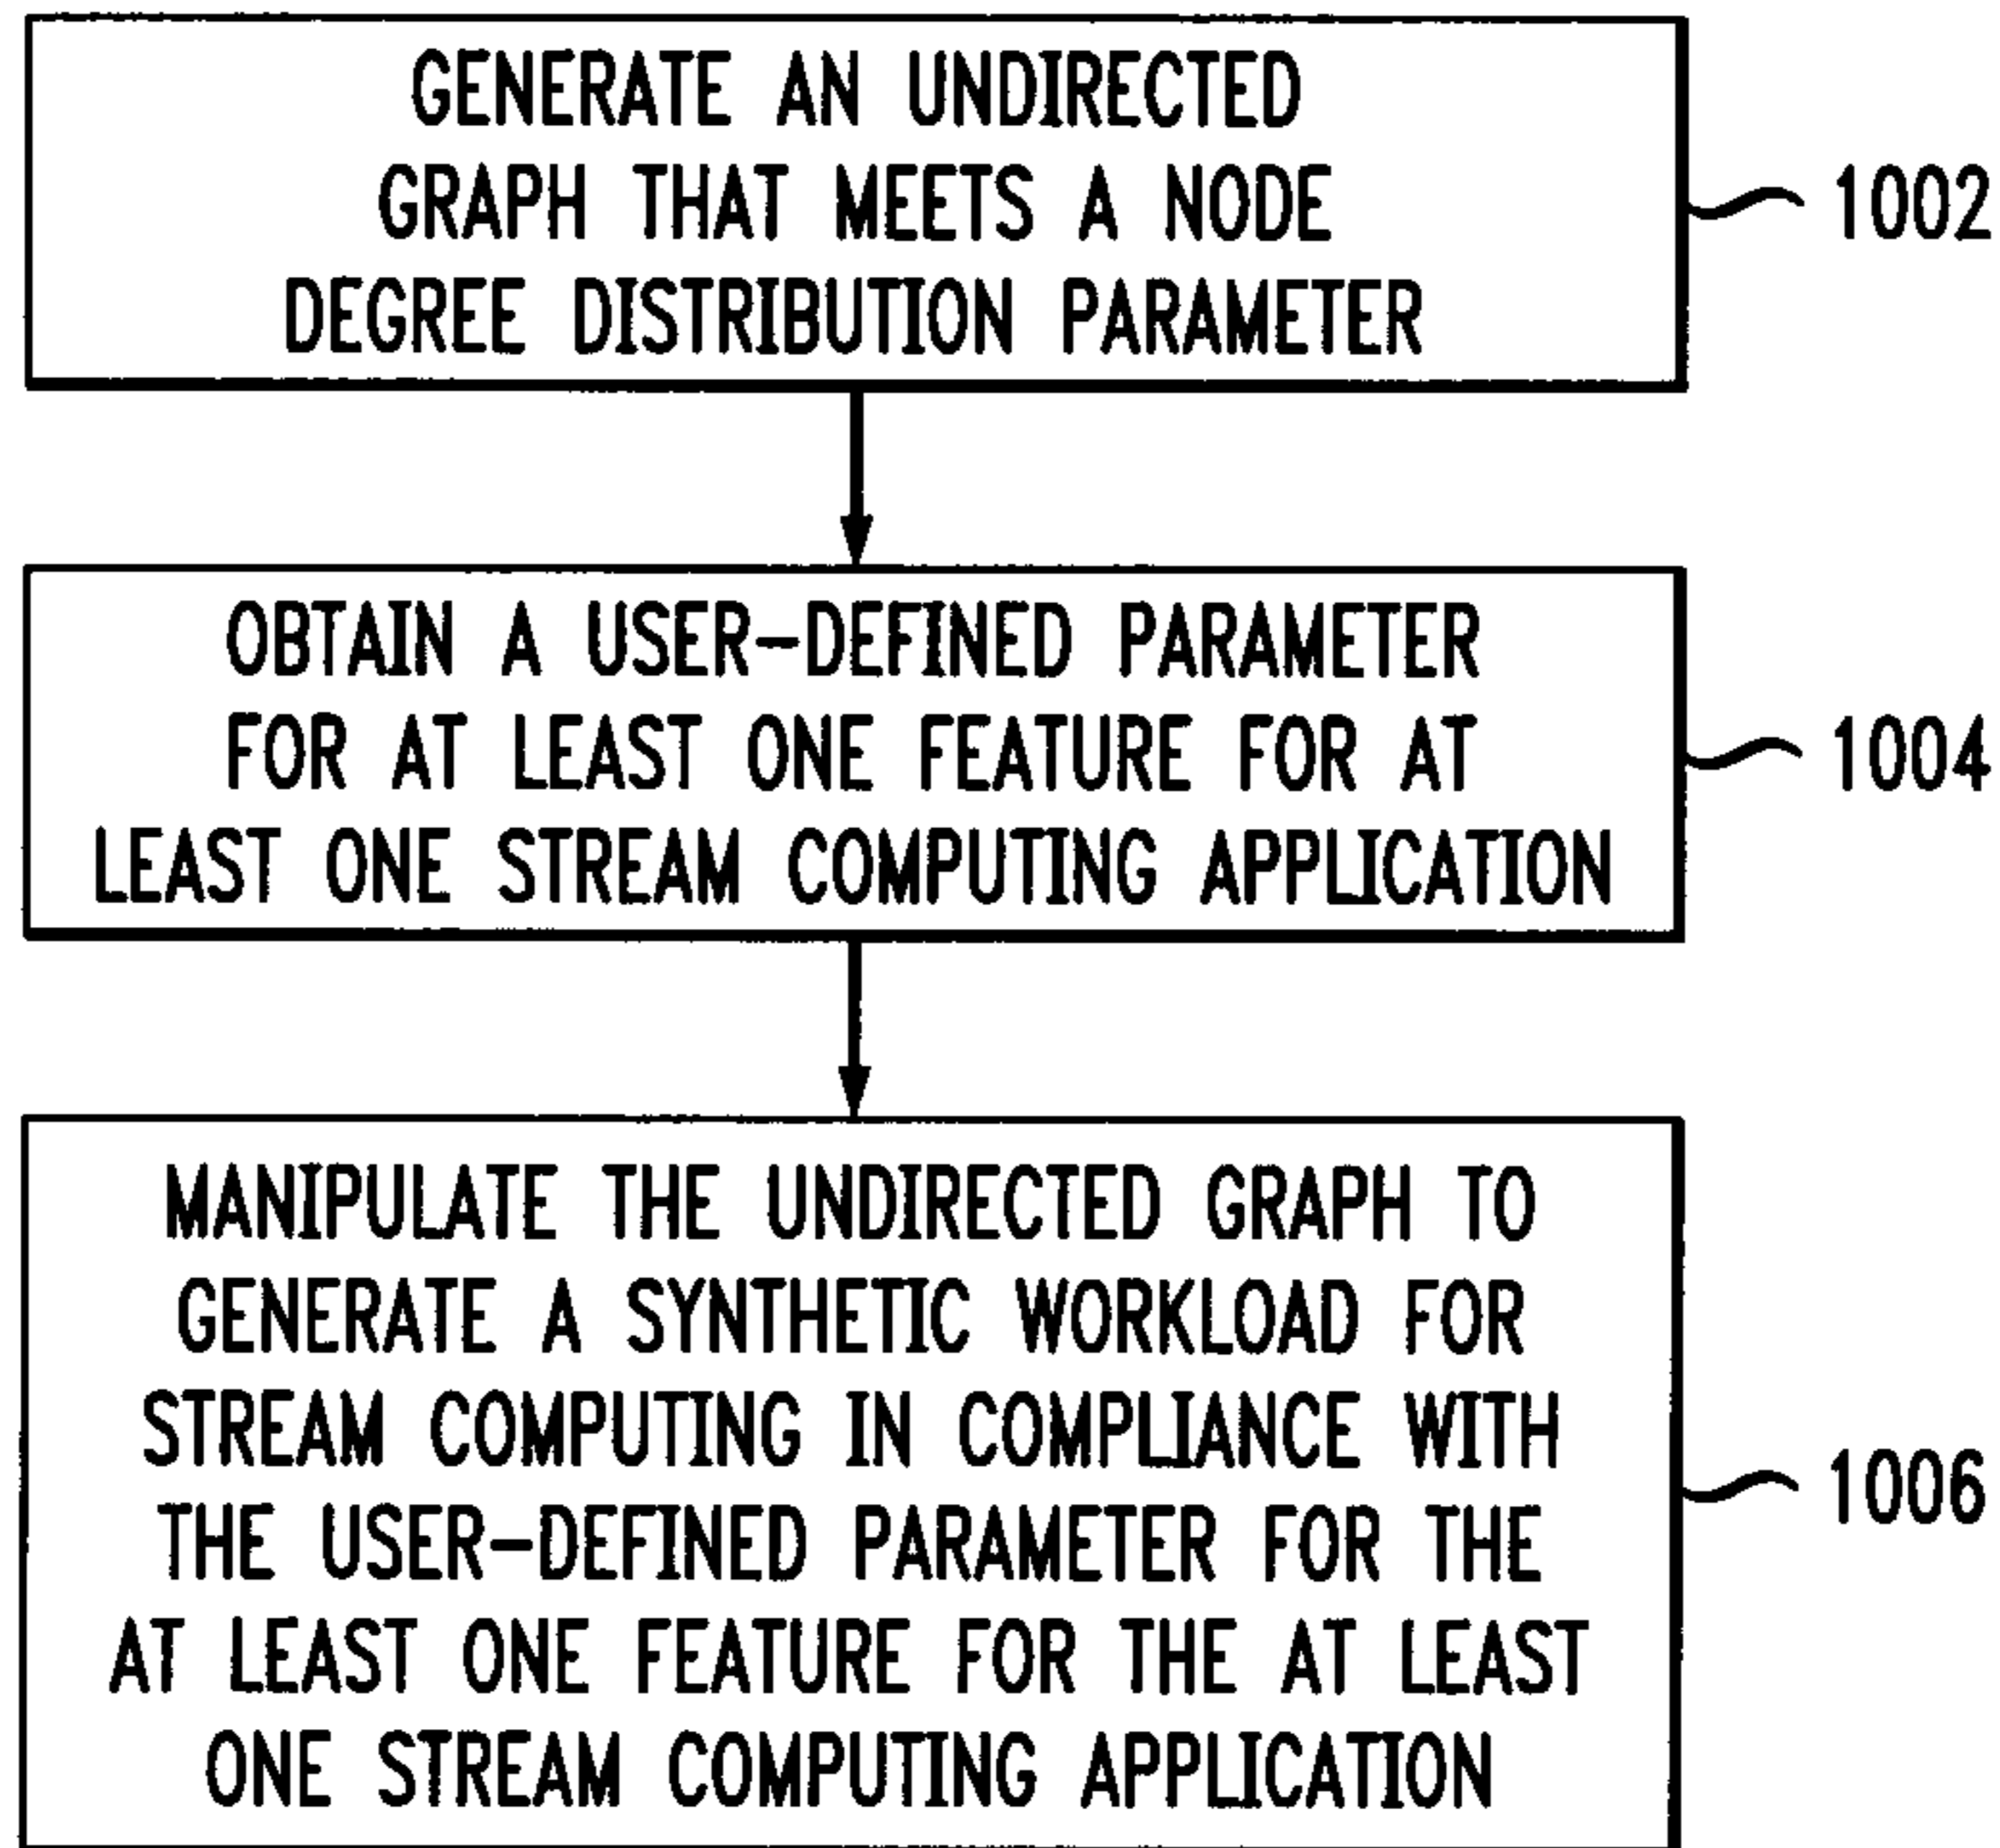 GENERATE AN UNDIRECTED
GRAPH THAT MEETS A NODE
DEGREE DISTRIBUTION PARAMETER
1002
OBTAIN A USER-DEFINED PARAMETER
FOR AT LEAST ONE FEATURE FOR AT
LEAST ONE STREAM COMPUTING APPLICATION
1004
MANIPULATE THE UNDIRECTED GRAPH TO
GENERATE A SYNTHETIC WORKLOAD FOR
STREAM COMPUTING IN COMPLIANCE WITH
THE USER-DEFINED PARAMETER FOR THE
AT LEAST ONE FEATURE FOR THE AT LEAST
ONE STREAM COMPUTING APPLICATION
1006